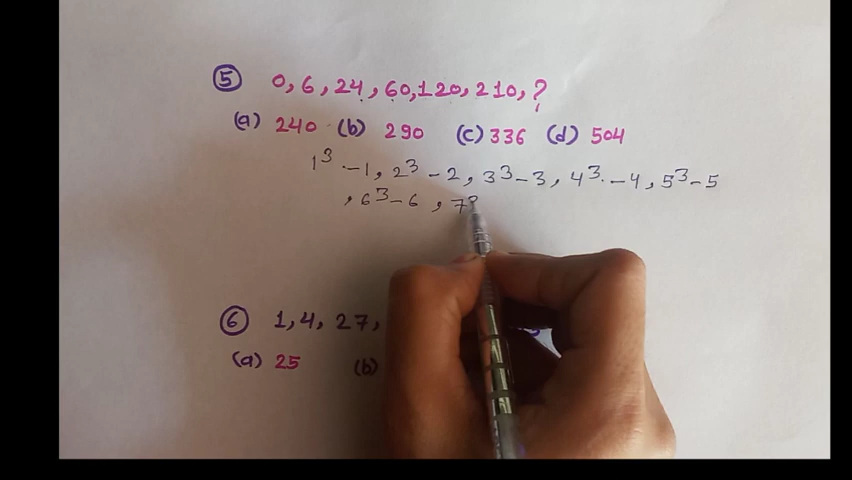 ⑤ 0, 6, 24, 60, 120, 210, ?
(a) 240 (b) 290 (c) 336 (d) 504
1³ - 1, 2³ - 2, 3³ - 3, 4³ - 4, 5³ - 5
, 6³ - 6, 7
⑥ 1, 4, 27,
(a) 25 (b)